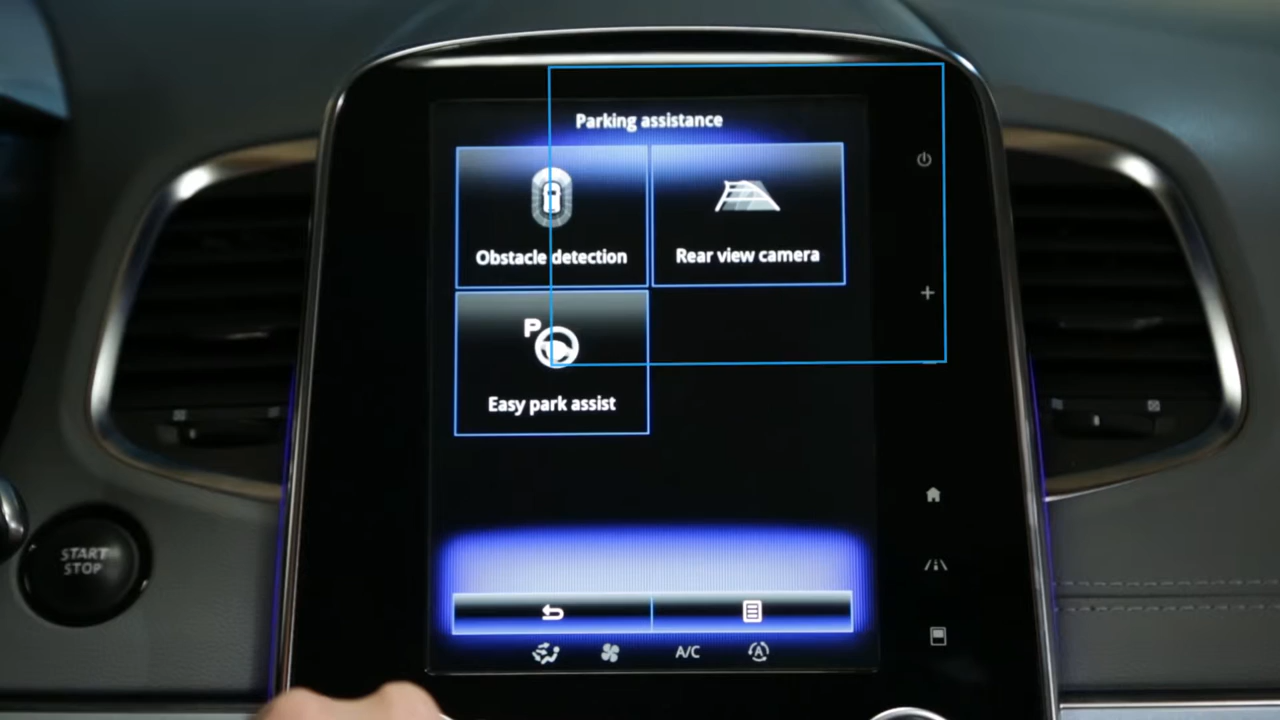 Parking assistance
Obstacle detection
Rear view camera
P
Easy park assist
START
STOP
A/C
A